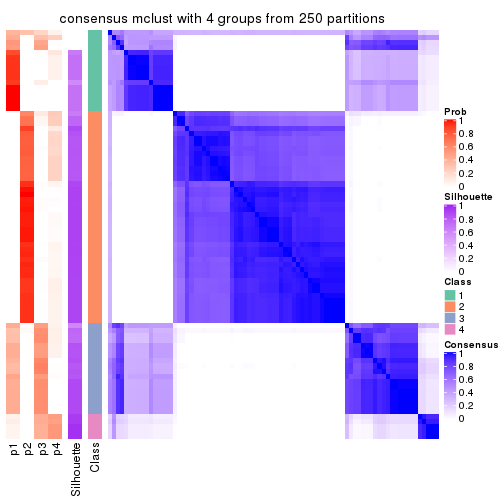 consensus mclust with 4 groups from 250 partitions
Prob
1
0.8
0.6
0.4
0.2
0
Silhouette
1
0.8
0.6
0.4
0.2
0
Class
1
2
3
4
Consensus
1
0.8
0.6
0.4
0.2
0
p1
p2
p3
p4
Silhouette
Class